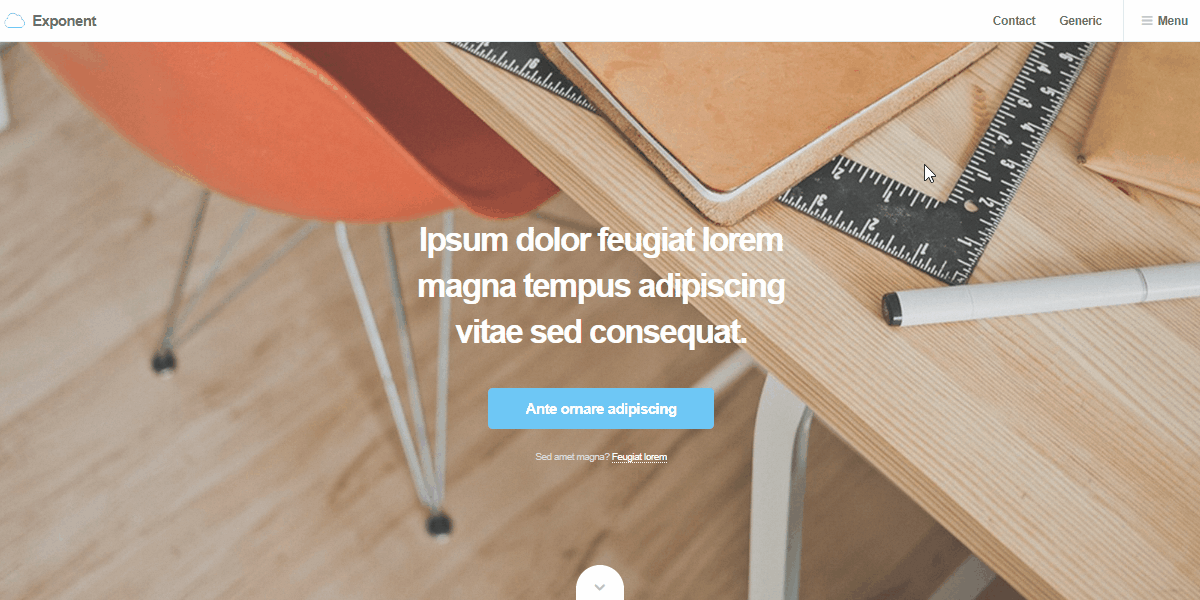 Exponent
Contact
Generic
Menu
Ipsum dolor feugiat lorem
magna tempus adipiscing
vitae sed consequat.
Ante ornare adipiscing
Sed amet magna? Feugiat lorem